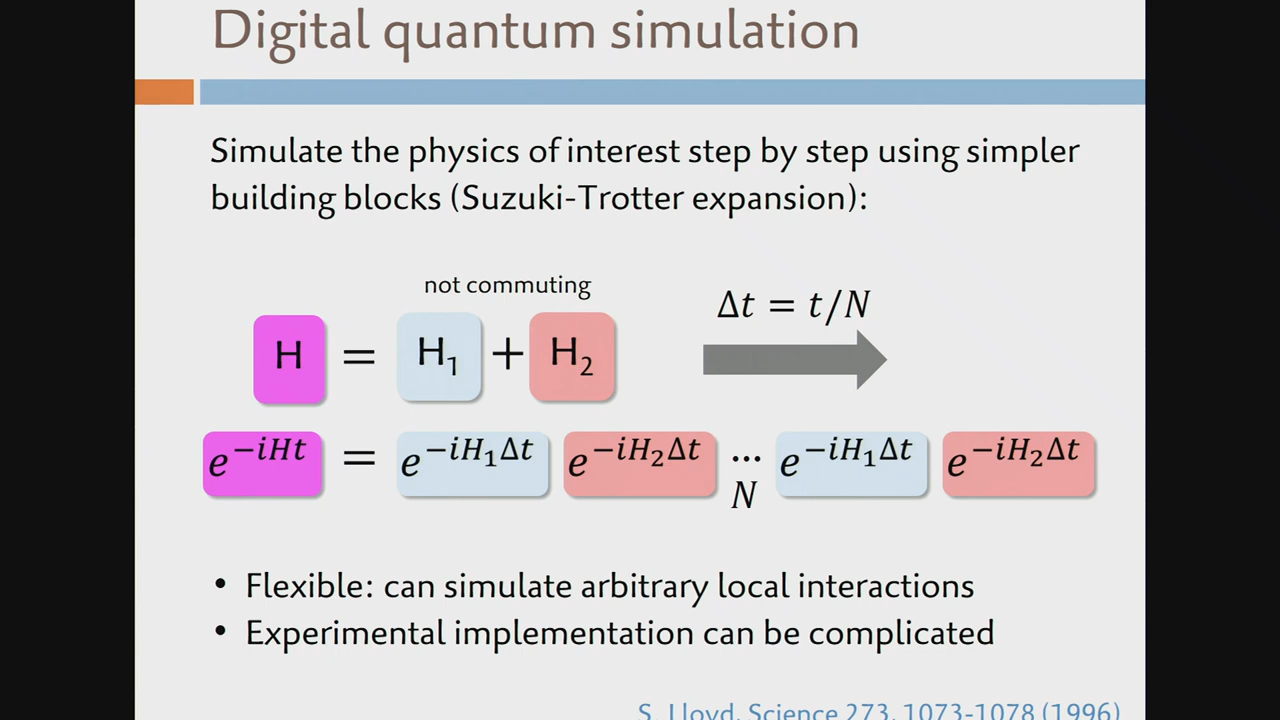 Digital quantum simulation
Simulate the physics of interest step by step using simpler
building blocks (Suzuki-Trotter expansion):
not commuting
Δt = t/N
H = H₁ + H₂
e^{-iHt} = e^{-iH₁Δt} e^{-iH₂Δt} ... e^{-iH₁Δt} e^{-iH₂Δt}
N
• Flexible: can simulate arbitrary local interactions
• Experimental implementation can be complicated
S. Lloyd, Science 273, 1073-1078 (1996)